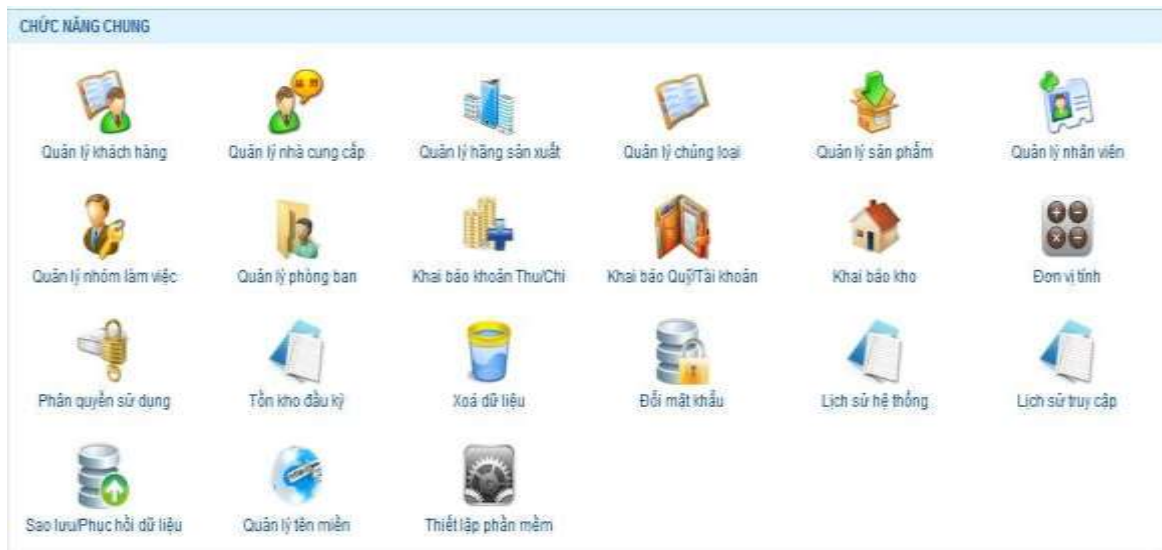 CHỨC NĂNG CHUNG
Quản lý khách hàng
Quản lý nhà cung cấp
Quản lý hãng sản xuất
Quản lý chủng loại
Quản lý sản phẩm
Quản lý nhân viên
Quản lý nhóm làm việc
Quản lý phòng ban
Khai báo khoản Thu/Chi
Khai báo Quỹ/Tài khoản
Khai báo kho
Đơn vị tính
Phân quyền sử dụng
Tồn kho đầu kỳ
Xoá dữ liệu
Đổi mật khẩu
Lịch sử hệ thống
Lịch sử truy cập
Sao lưu/Phục hồi dữ liệu
Quản lý tên miền
Thiết lập phần mềm